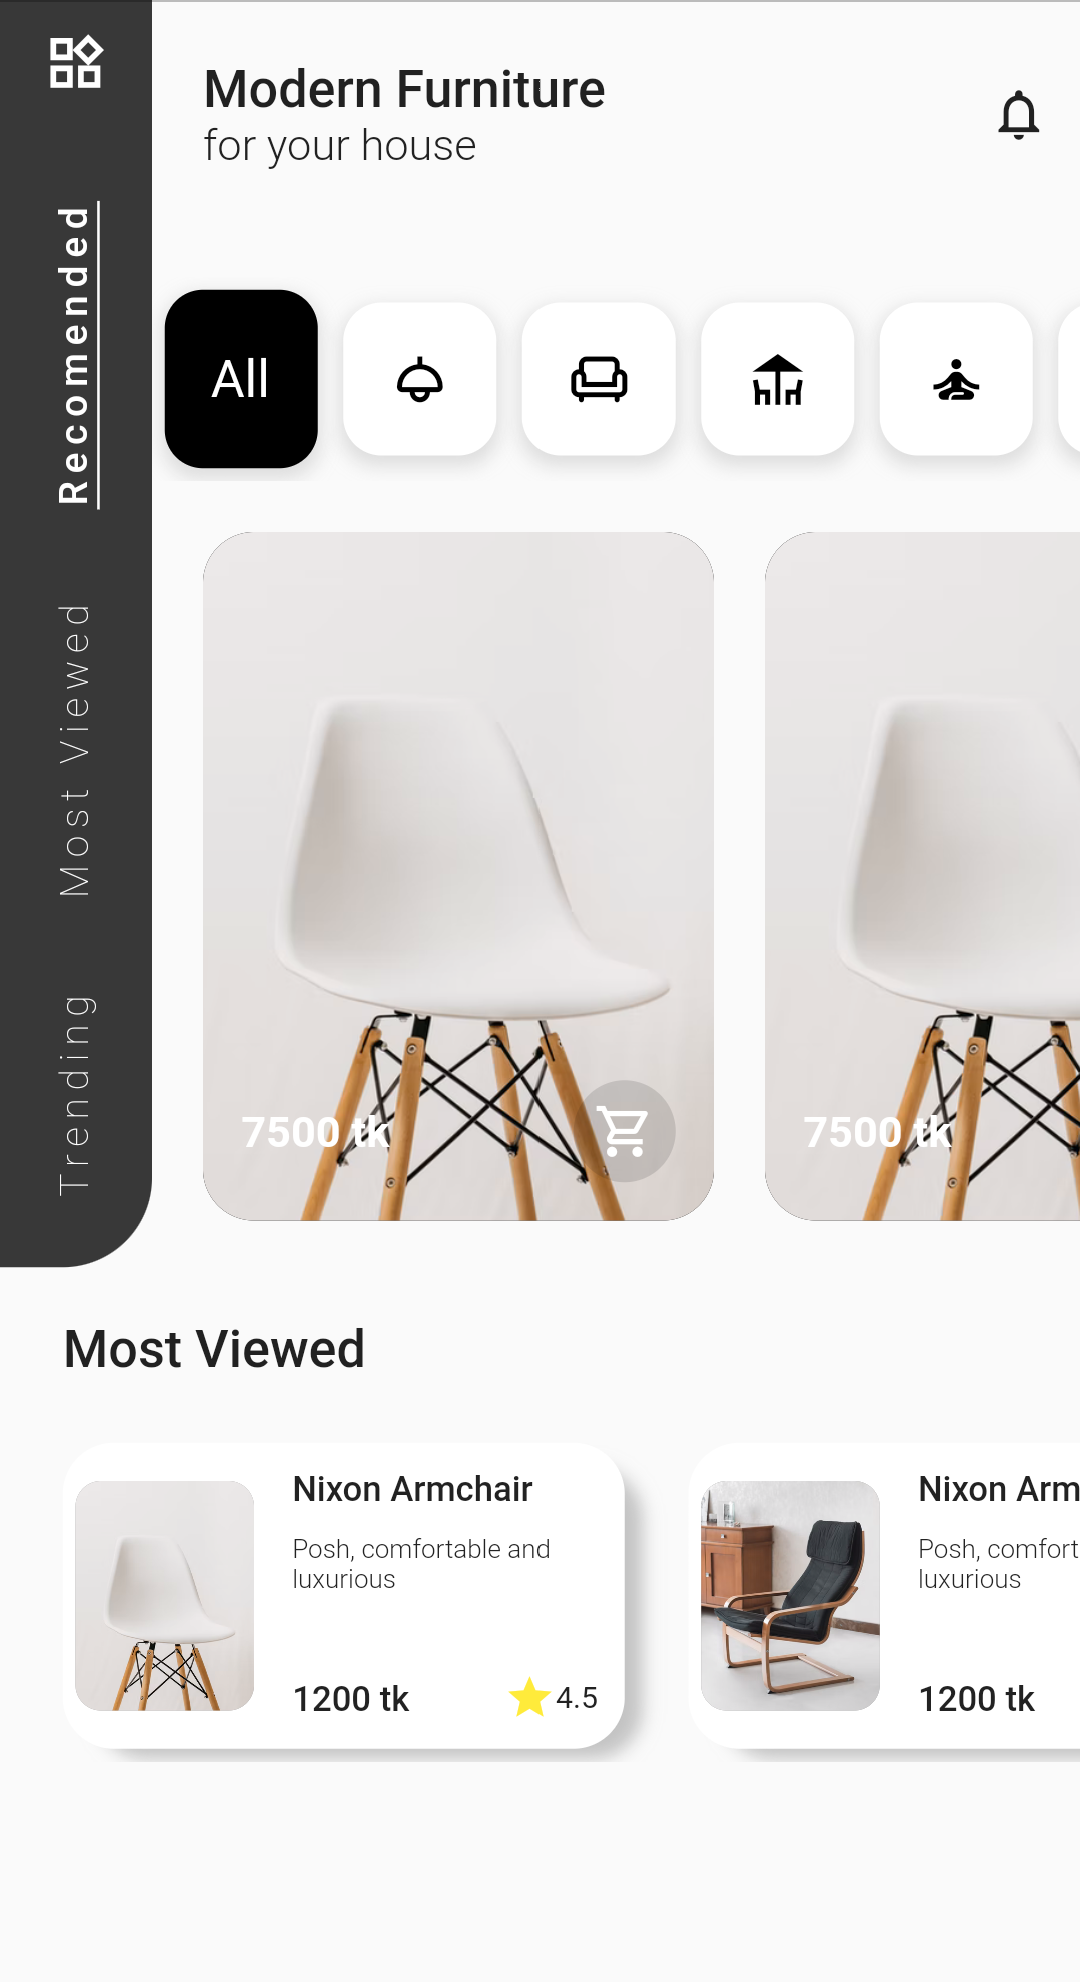 Modern Furniture
for your house
Recomended
Most Viewed
Trending
All
7500 tk
7500 tk
Most Viewed
Nixon Armchair
Posh, comfortable and
luxurious
1200 tk
4.5
Nixon Arm
Posh, comfort
luxurious
1200 tk